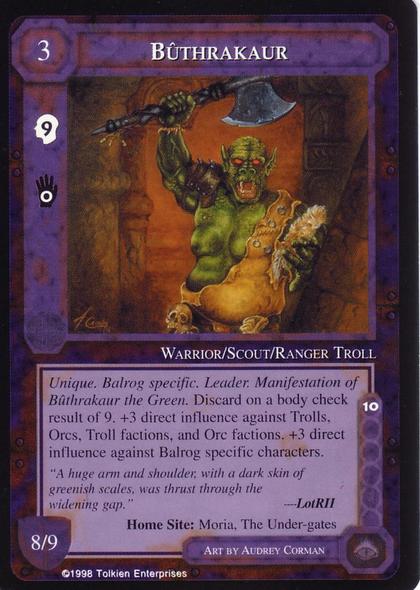 3
BÛTHRAKAUR
9
0
A Corman
WARRIOR/SCOUT/RANGER TROLL
Unique. Balrog specific. Leader. Manifestation of
Bûthrakaur the Green. Discard on a body check
result of 9. +3 direct influence against Trolls,
Orcs, Troll factions, and Orc factions. +3 direct
influence against Balrog specific characters.
10
“A huge arm and shoulder, with a dark skin of
greenish scales, was thrust through the
widening gap.” —LotRII
Home Site: Moria, The Under-gates
8/9
ART BY AUDREY CORMAN
©1998 Tolkien Enterprises